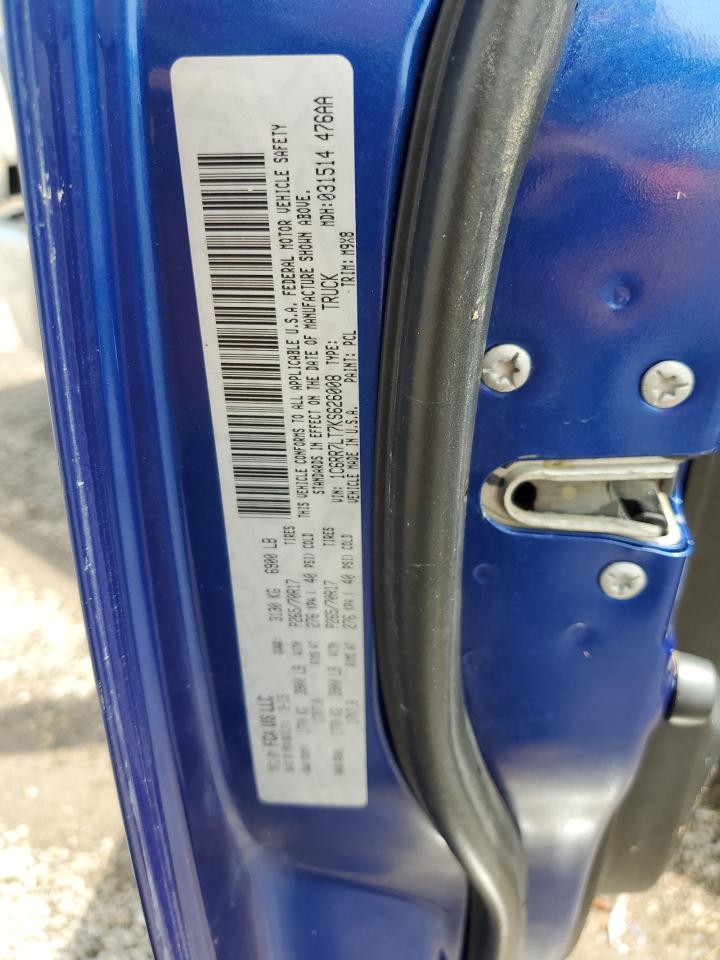 MFD BY FCA US LLC
GVWR: 3130 KG 6900 LB
GAWR FRONT: 1770 KG 3900 LB WITH P265/70R17 TIRES
17X7.0 RIMS AT 276 KPA ( 40 PSI) COLD
GAWR REAR: 1770 KG 3900 LB WITH P265/70R17 TIRES
17X7.0 RIMS AT 276 KPA ( 40 PSI) COLD
THIS VEHICLE CONFORMS TO ALL APPLICABLE U.S.A. FEDERAL MOTOR VEHICLE SAFETY
STANDARDS IN EFFECT ON THE DATE OF MANUFACTURE SHOWN ABOVE.
VIN: 1C6RR7LT7KS626008 TYPE: TRUCK MDH:031514 476AA
VEHICLE MADE IN U.S.A. PAINT: PCL TRIM: M9X8